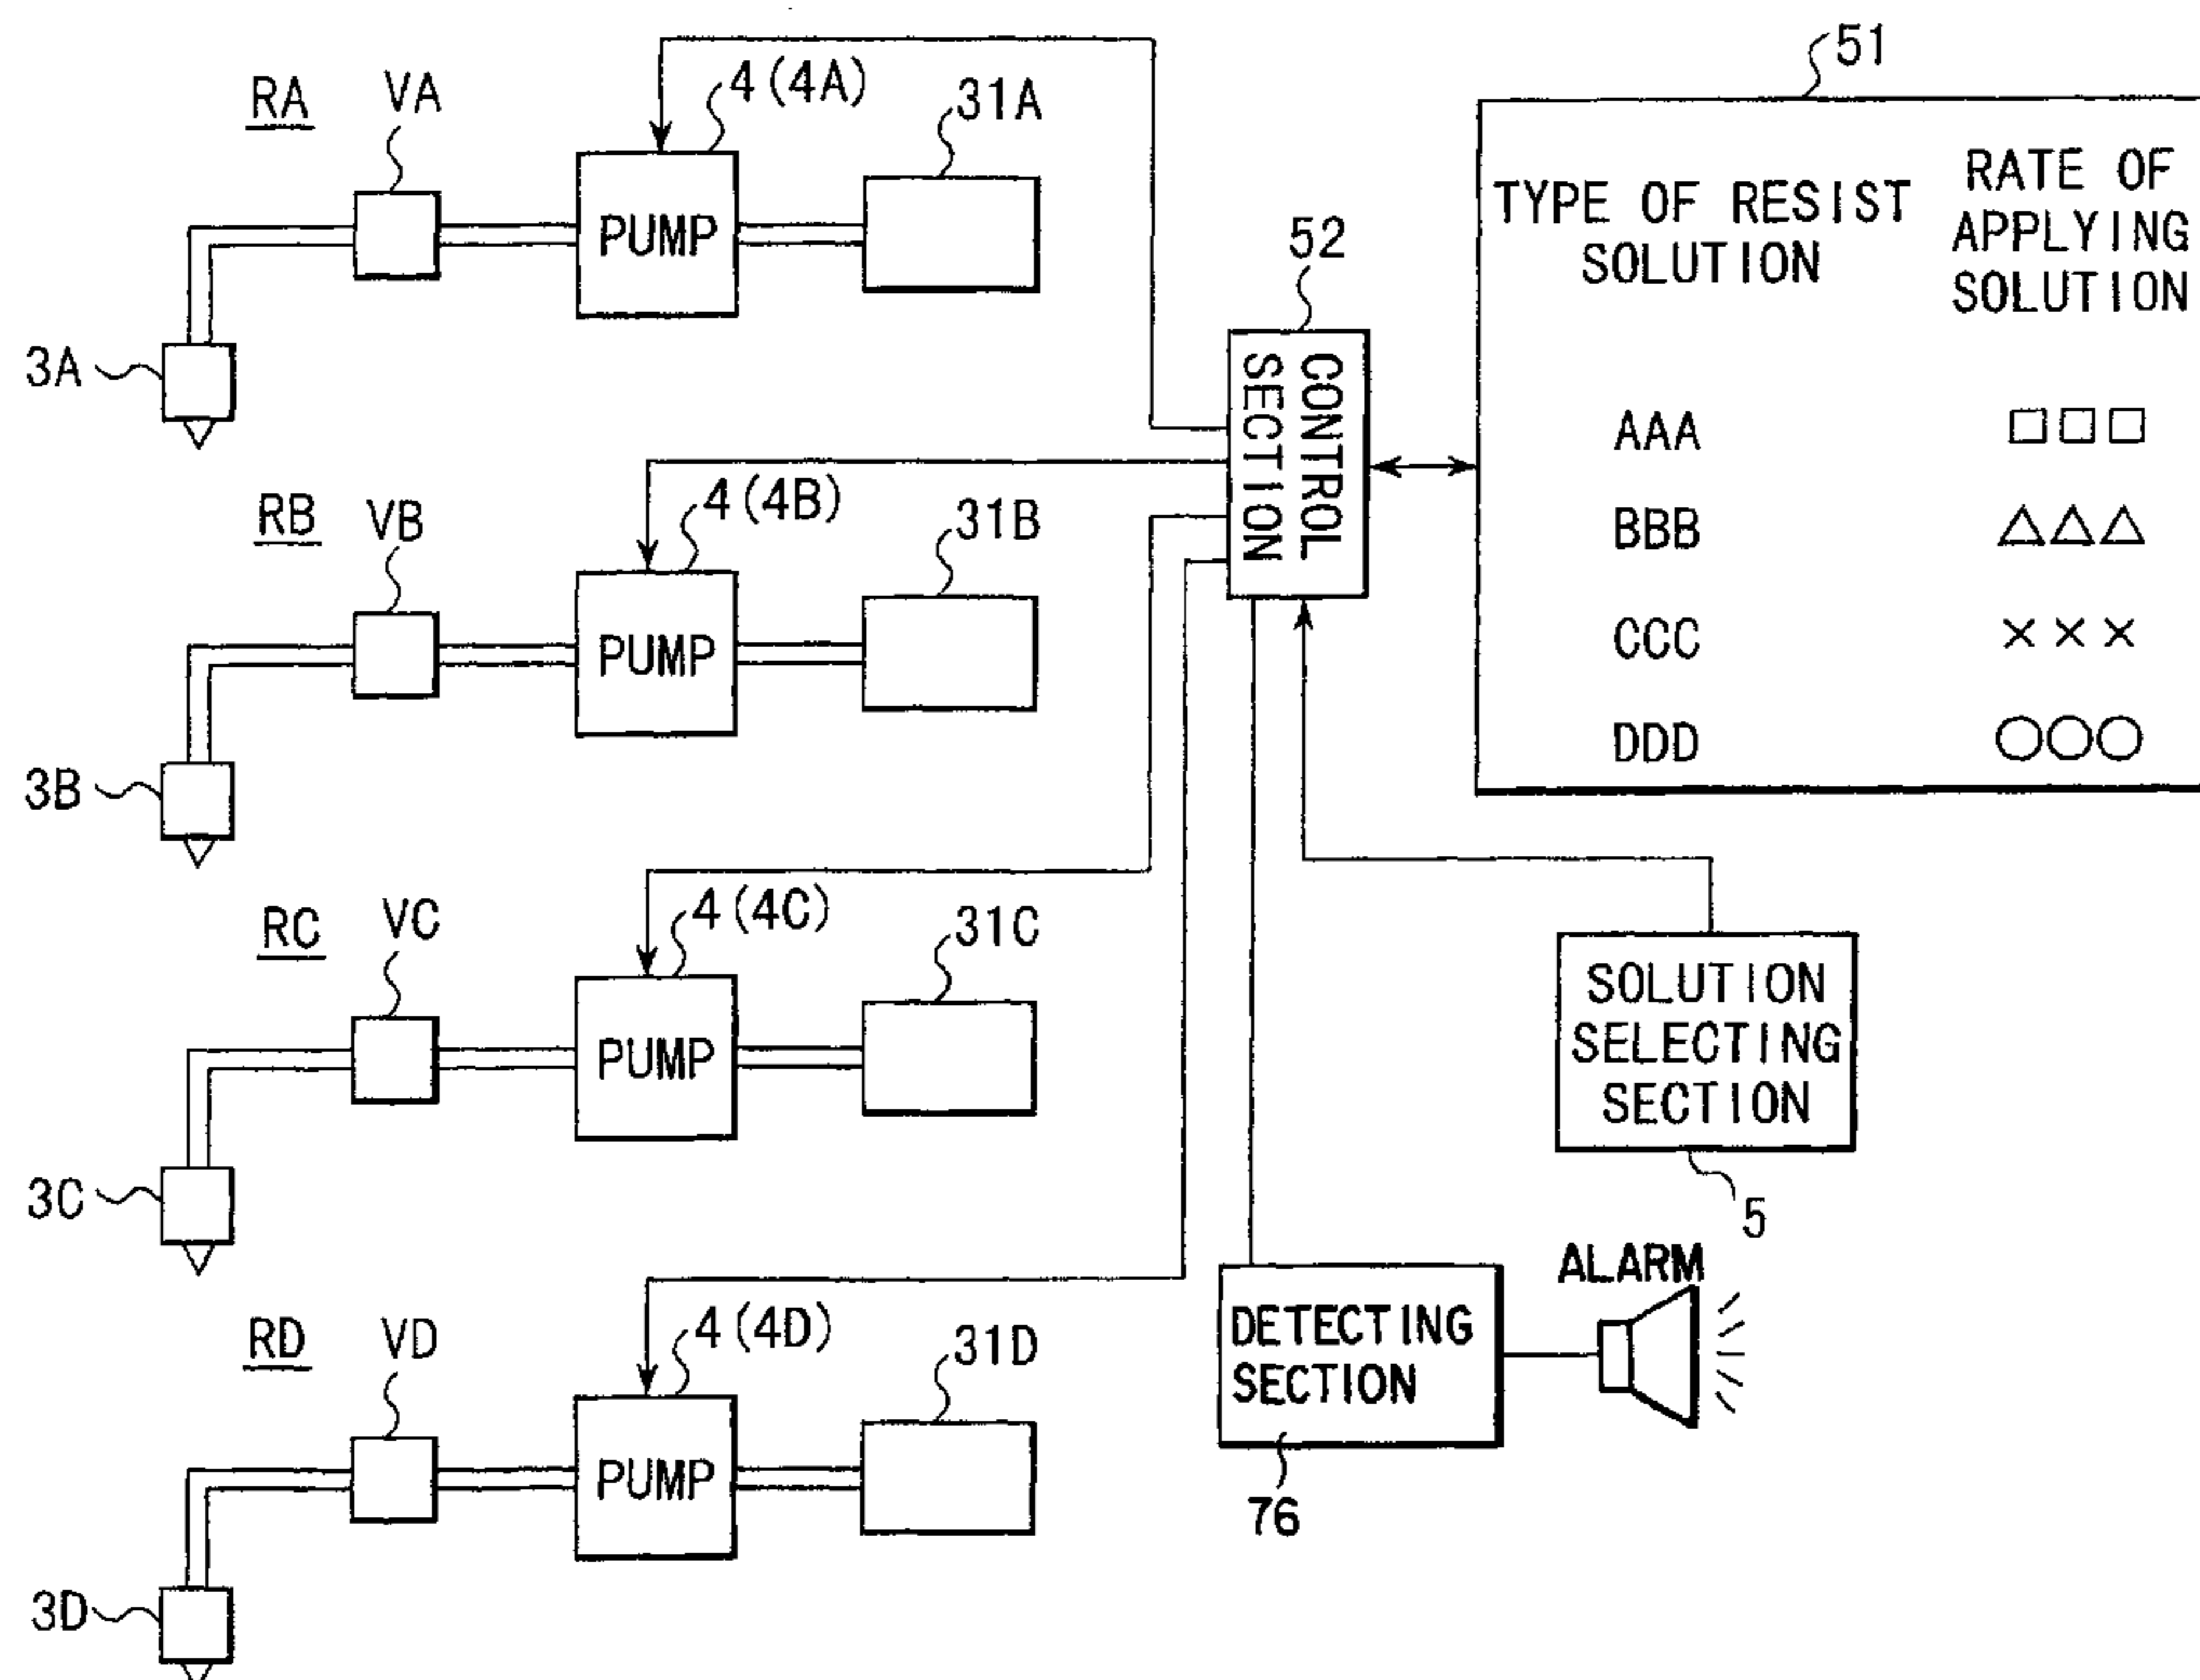 RA
VA
4(4A)
31A
PUMP
3A
RB
VB
4(4B)
31B
PUMP
3B
RC
VC
4(4C)
31C
PUMP
3C
RD
VD
4(4D)
31D
PUMP
3D
52
CONTROL
SECTION
51
TYPE OF RESIST
SOLUTION
RATE OF
APPLYING
SOLUTION
AAA □□□
BBB △△△
CCC ×××
DDD ○○○
SOLUTION
SELECTING
SECTION
5
ALARM
DETECTING
SECTION
76